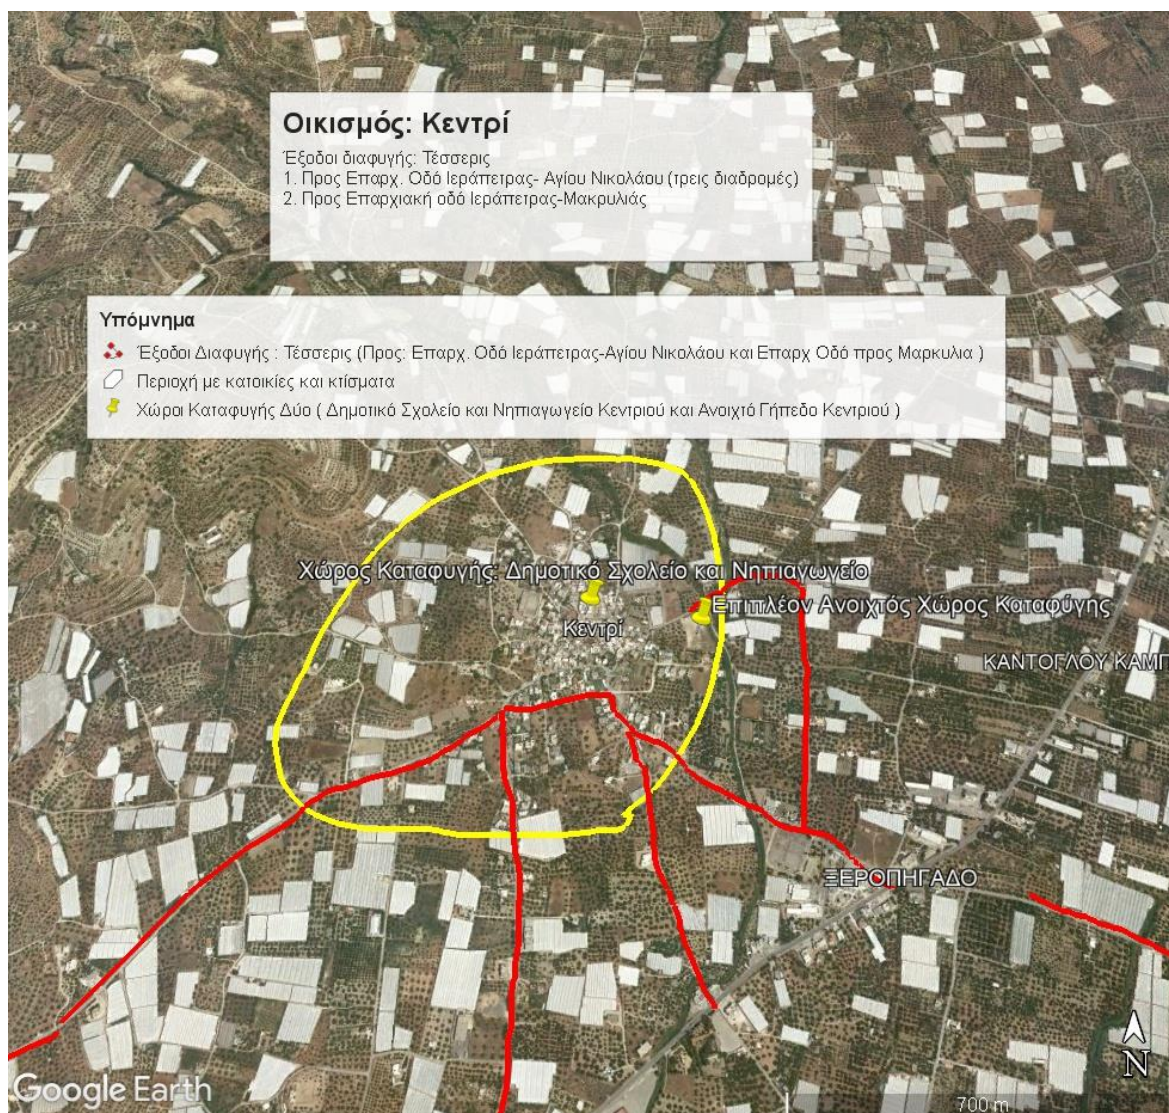 Οικισμός: Κεντρί
Έξοδοι διαφυγής: Τέσσερις
1. Προς Επαρχ. Οδό Ιεράπετρας- Αγίου Νικολάου (τρεις διαδρομές)
2. Προς Επαρχιακή οδό Ιεράπετρας-Μακρυλιάς
Υπόμνημα
Έξοδοι Διαφυγής : Τέσσερις (Προς: Επαρχ. Οδό Ιεράπετρας-Αγίου Νικολάου και Επαρχ Οδό προς Μαρκυλια )
Περιοχή με κατοικίες και κτίσματα
Χώροι Καταφυγής Δύο ( Δημοτικό Σχολείο και Νηπιαγωγείο Κεντριού και Ανοιχτό Γήπεδο Κεντριού )
Χώρος Καταφυγής: Δημοτικό Σχολείο και Νηπιαγωγείο
Επιπλέον Ανοιχτός Χώρος Καταφύγης
Κεντρί
ΚΑΝΤΟΓΛΟΥ ΚΑΜΠ
ΞΕΡΟΠΗΓΑΔΟ
N
Google Earth
700 m